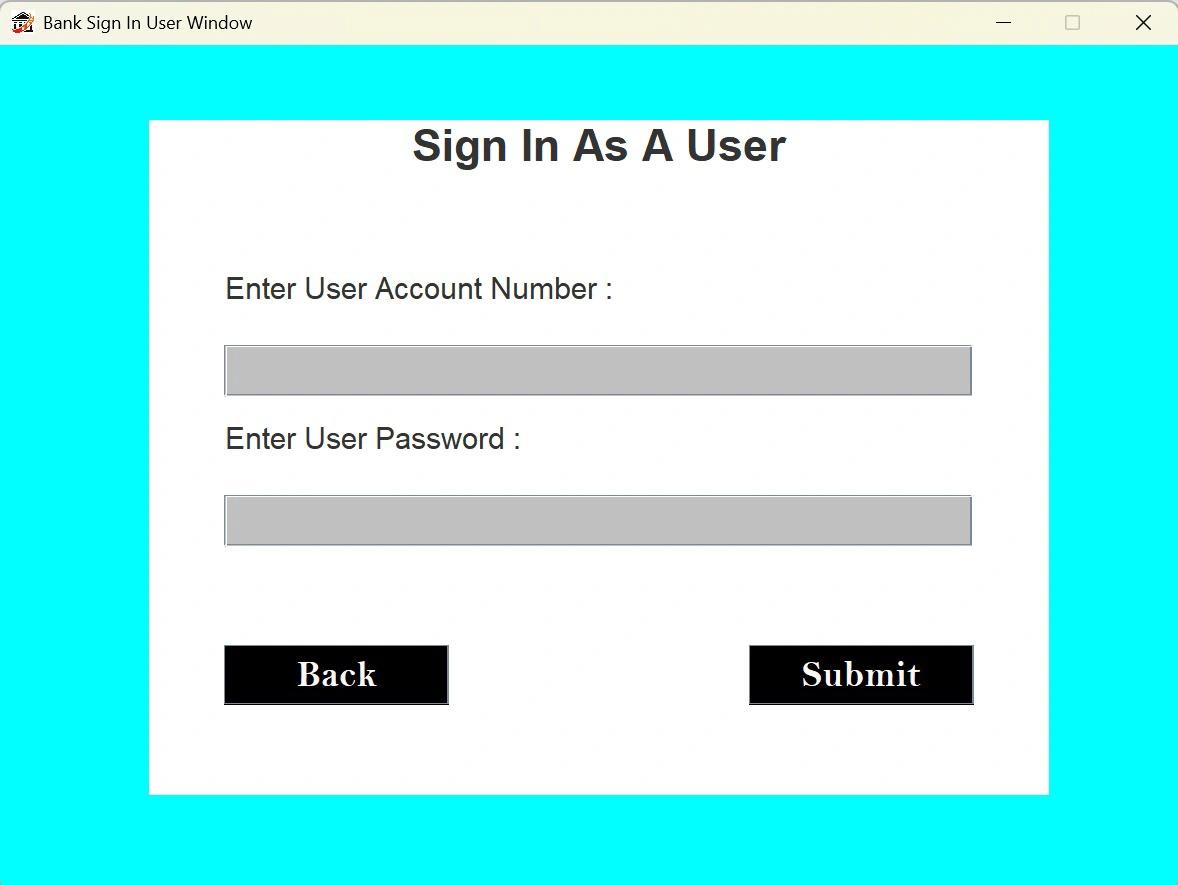 Bank Sign In User Window
Sign In As A User
Enter User Account Number :
Enter User Password :
Back
Submit